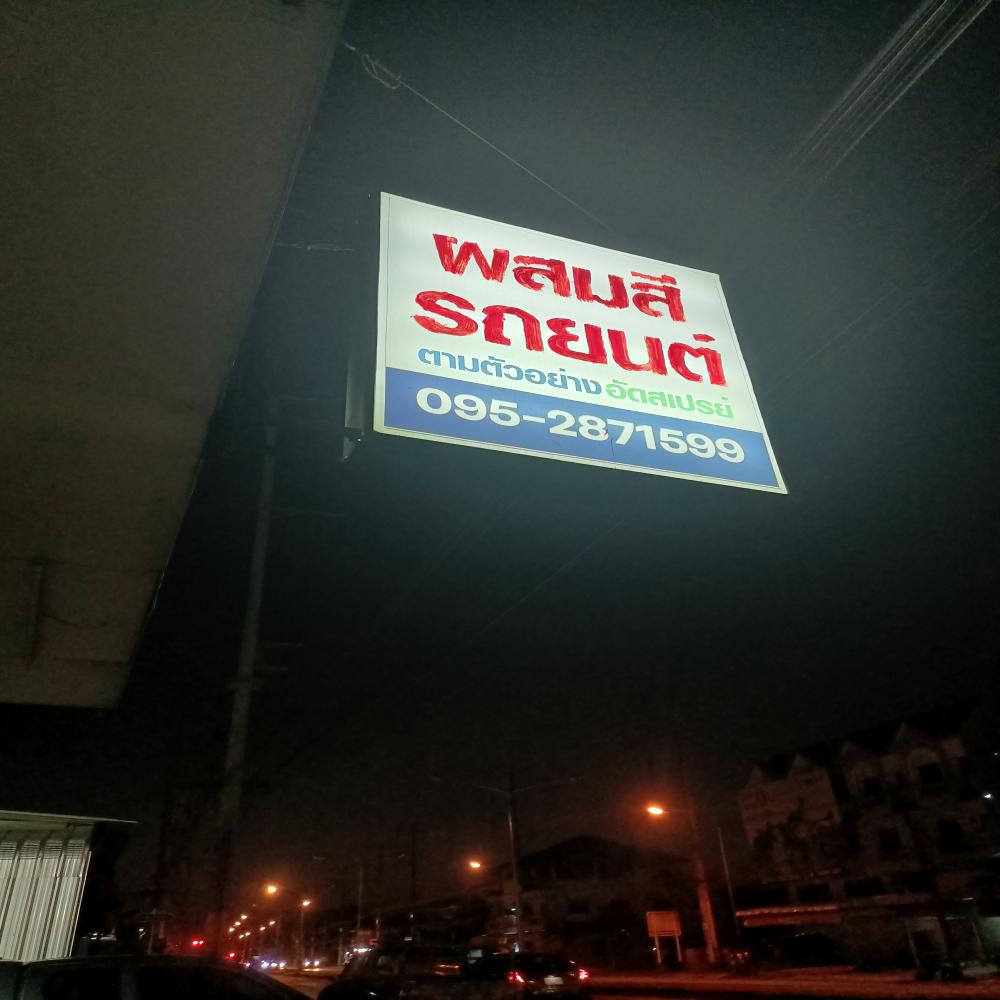 ผสมสี
รถยนต์
ตามตัวอย่าง อัดสเปรย์
095-2871599